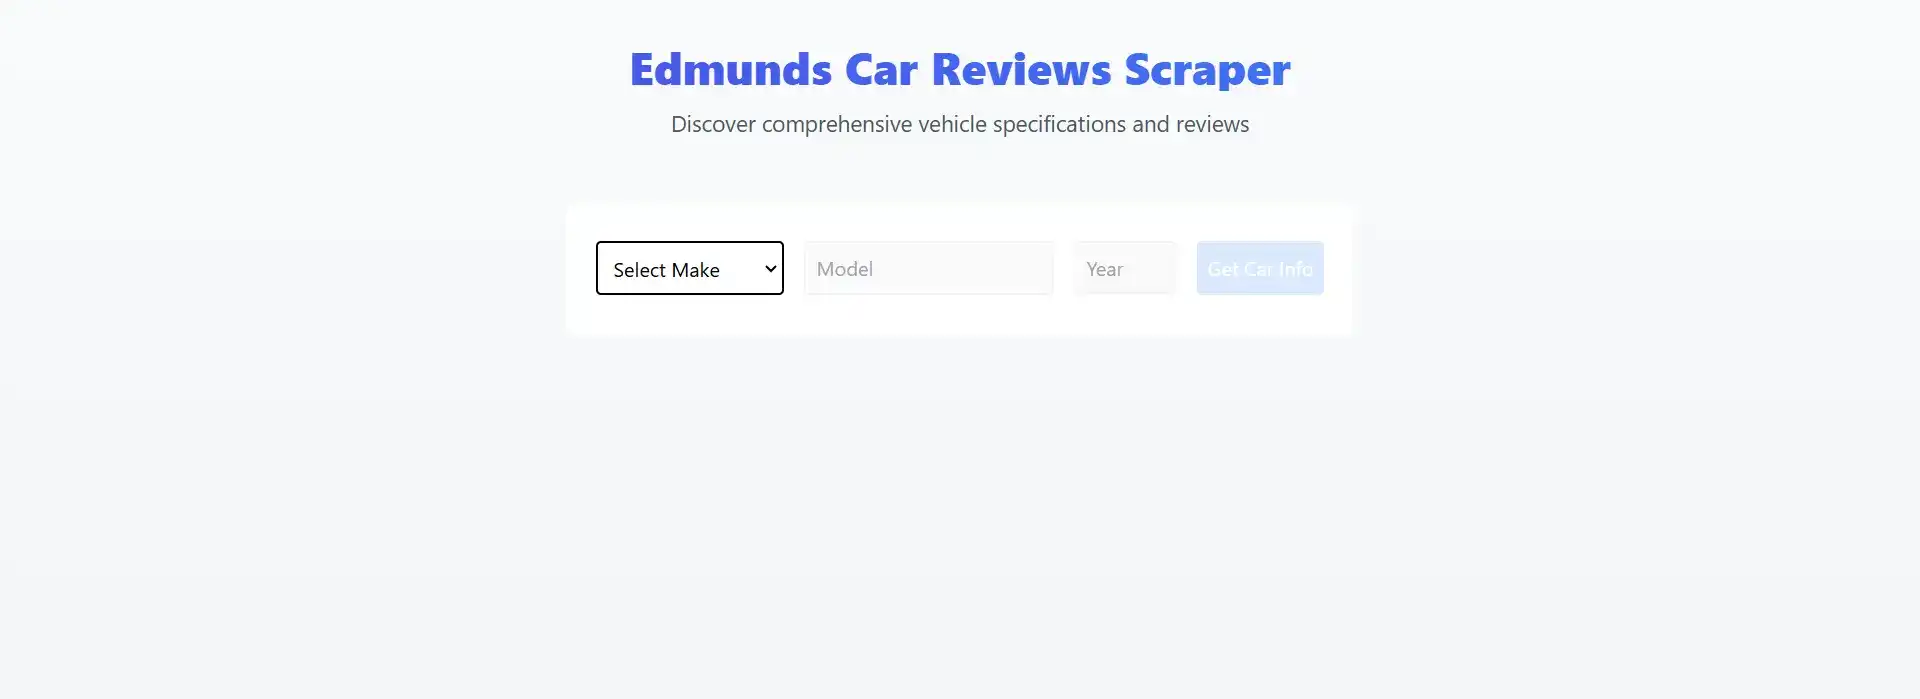 Edmunds Car Reviews Scraper
Discover comprehensive vehicle specifications and reviews
Select Make
Model
Year
Get Car Info